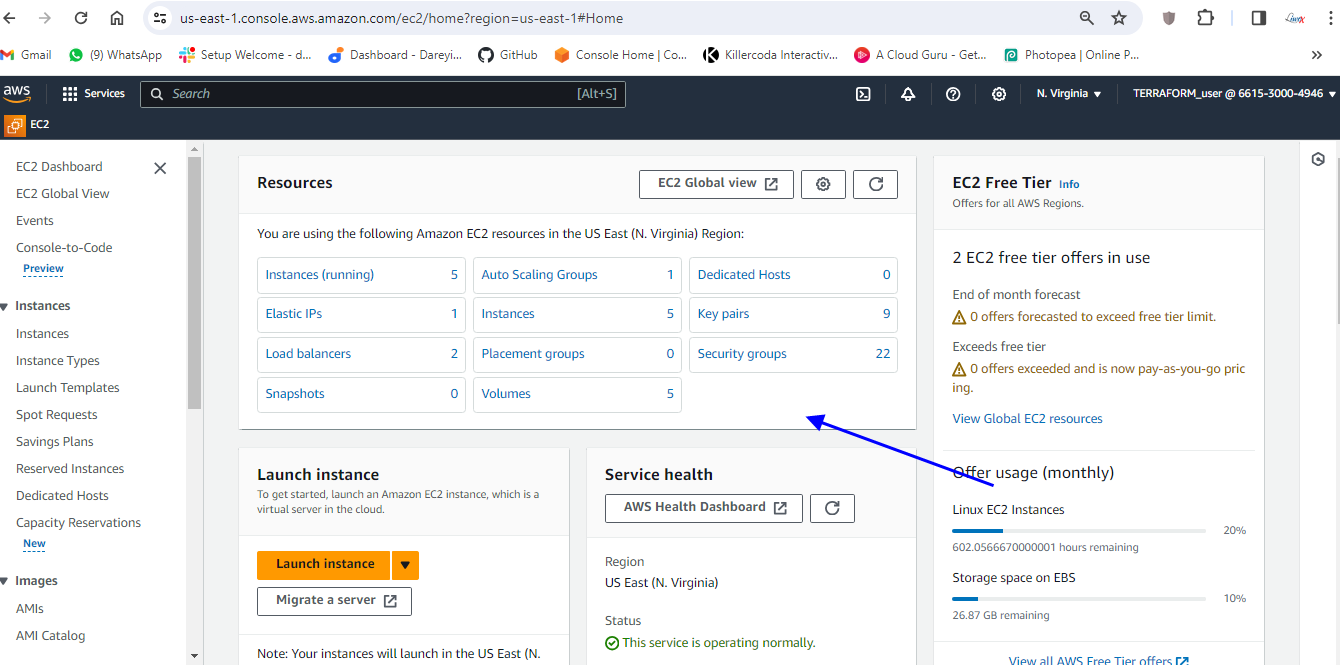 us-east-1.console.aws.amazon.com/ec2/home?region=us-east-1#Home
Gmail
(9) WhatsApp
Setup Welcome - d...
Dashboard - Dareyi...
GitHub
Console Home | Co...
Killercoda Interactiv...
A Cloud Guru - Get...
Photopea | Online P...
aws
Services
Search
[Alt+S]
N. Virginia
TERRAFORM_user @ 6615-3000-4946
EC2
EC2 Dashboard
EC2 Global View
Events
Console-to-Code
Preview
Instances
Instances
Instance Types
Launch Templates
Spot Requests
Savings Plans
Reserved Instances
Dedicated Hosts
Capacity Reservations
New
Images
AMIs
AMI Catalog
Resources
EC2 Global view
You are using the following Amazon EC2 resources in the US East (N. Virginia) Region:
Instances (running) 5
Auto Scaling Groups 1
Dedicated Hosts 0
Elastic IPs 1
Instances 5
Key pairs 9
Load balancers 2
Placement groups 0
Security groups 22
Snapshots 0
Volumes 5
Launch instance
To get started, launch an Amazon EC2 instance, which is a
virtual server in the cloud.
Launch instance
Migrate a server
Note: Your instances will launch in the US East (N.
Service health
AWS Health Dashboard
Region
US East (N. Virginia)
Status
This service is operating normally.
EC2 Free Tier Info
Offers for all AWS Regions.
2 EC2 free tier offers in use
End of month forecast
0 offers forecasted to exceed free tier limit.
Exceeds free tier
0 offers exceeded and is now pay-as-you-go pric
ing.
View Global EC2 resources
Offer usage (monthly)
Linux EC2 Instances
20%
602.0566670000001 hours remaining
Storage space on EBS
10%
26.87 GB remaining
View all AWS Free Tier offers